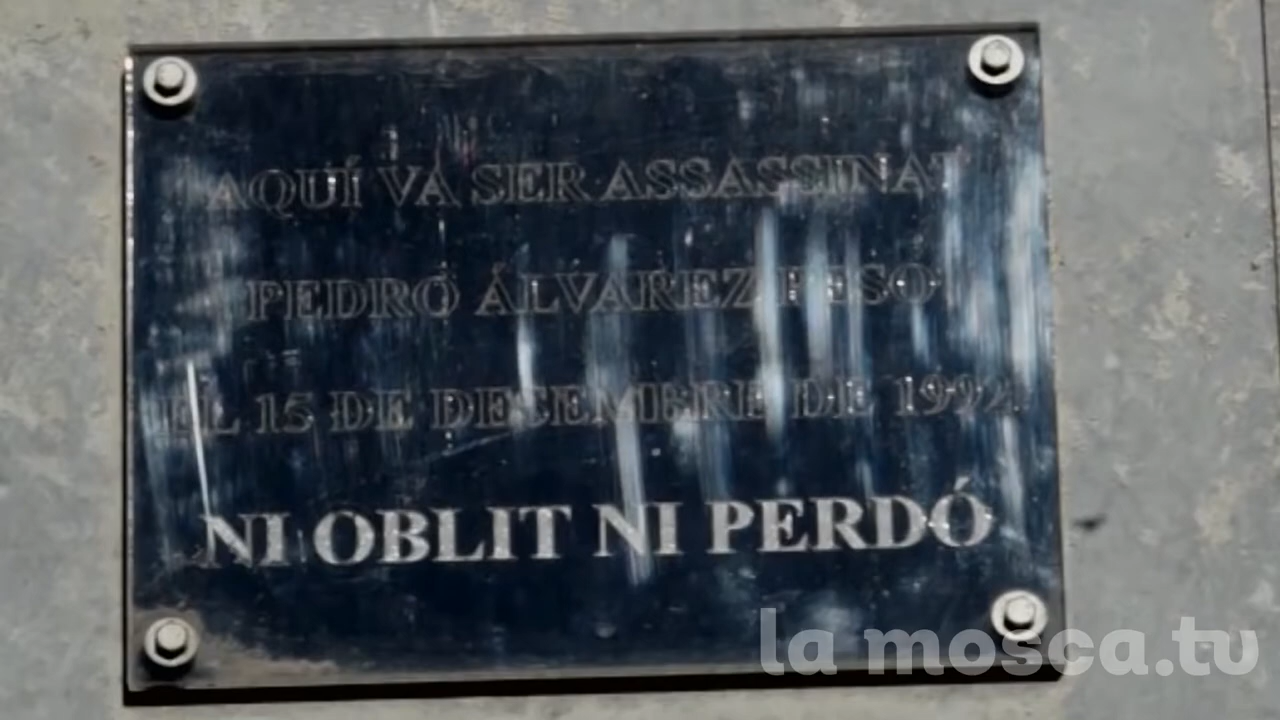 AQUÍ VA SER ASSASSINAT
PEDRO ÁLVAREZ PESO
EL 15 DE DESEMBRE DE 1992
NI OBLIT NI PERDÓ
la mosca.tv